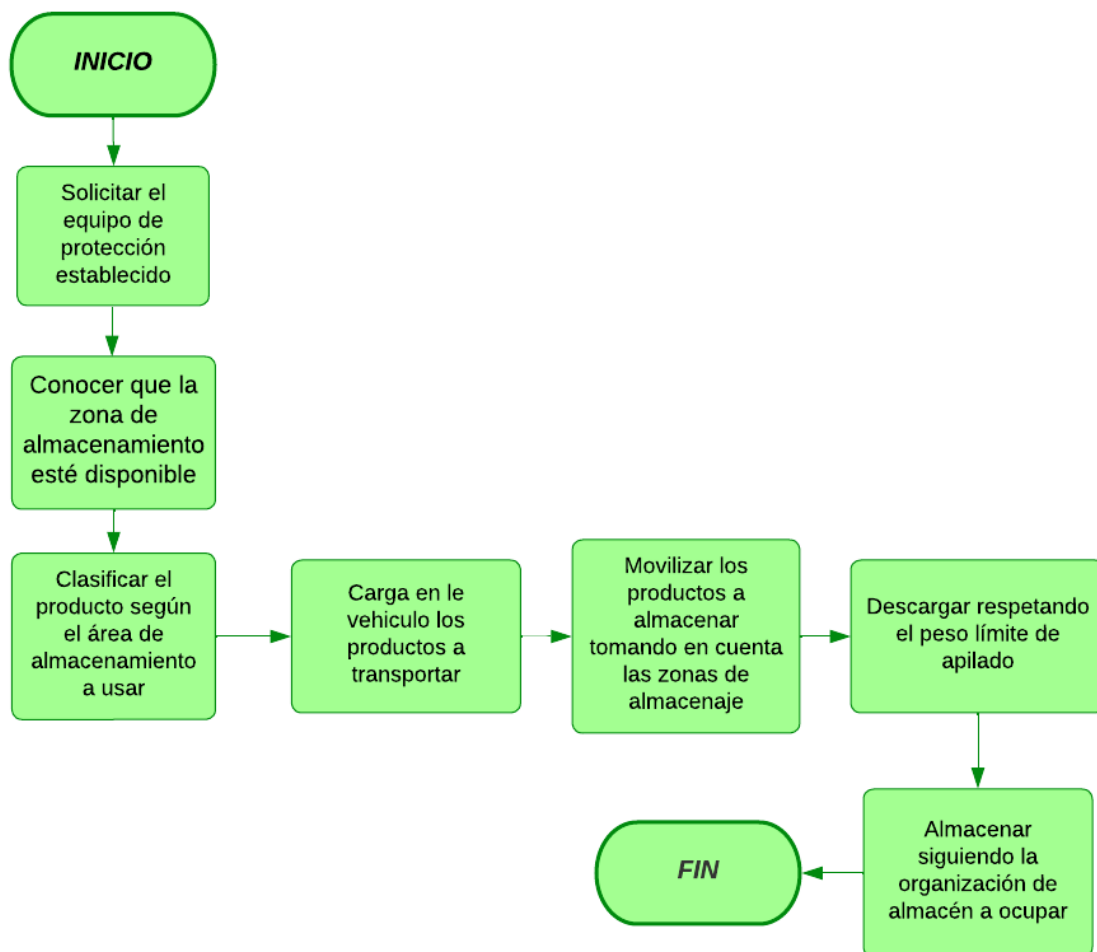 INICIO
Solicitar el
equipo de
protección
establecido
Conocer que la
zona de
almacenamiento
esté disponible
Clasificar el
producto según
el área de
almacenamiento
a usar
Carga en le
vehiculo los
productos a
transportar
Movilizar los
productos a
almacenar
tomando en cuenta
las zonas de
almacenaje
Descargar respetando
el peso límite de
apilado
Almacenar
siguiendo la
organización de
almacén a ocupar
FIN